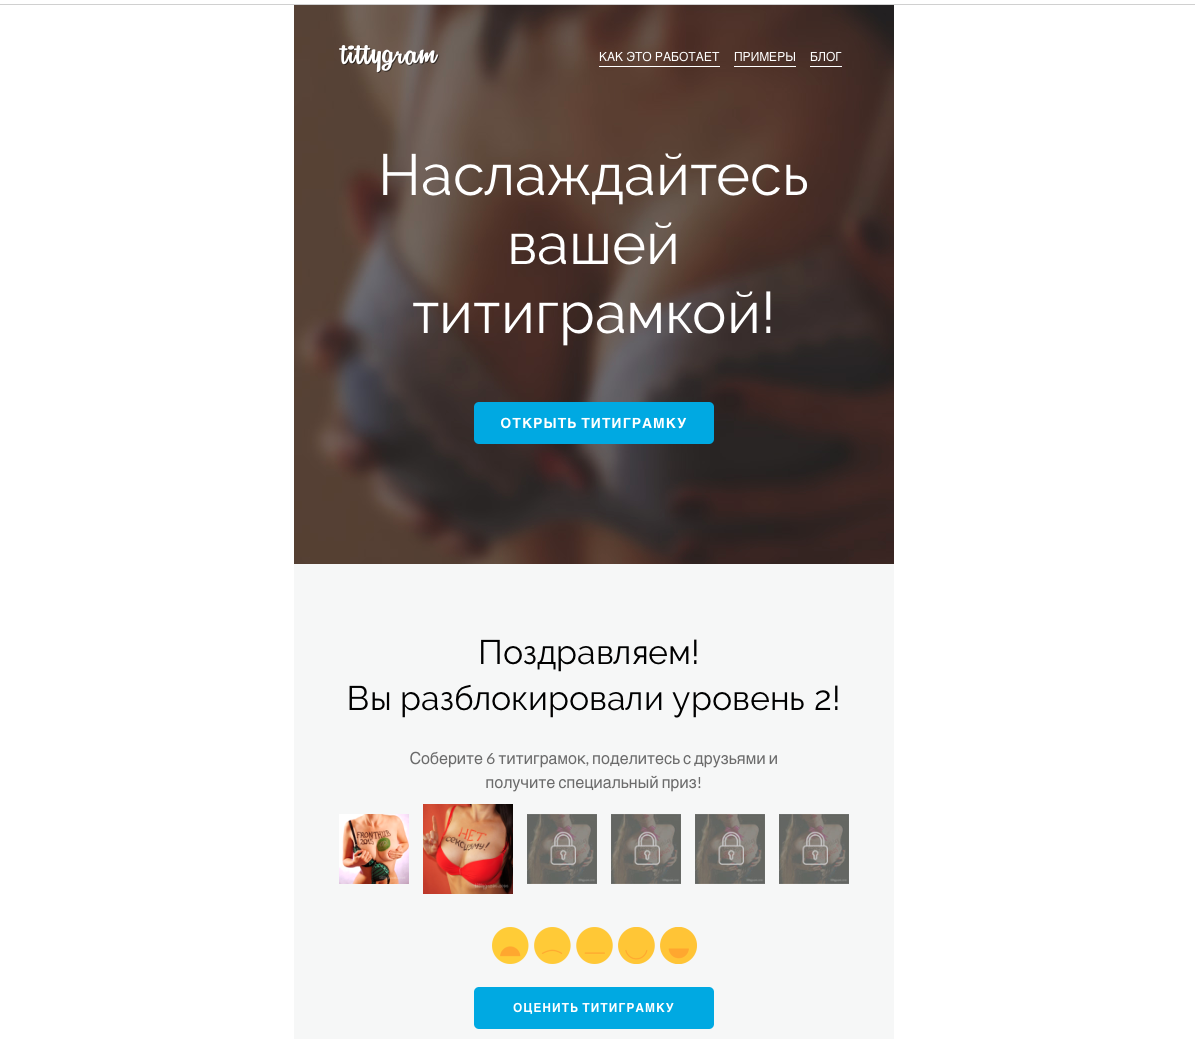 tittygram
КАК ЭТО РАБОТАЕТ ПРИМЕРЫ БЛОГ
Наслаждайтесь
вашей
титиграмкой!
ОТКРЫТЬ ТИТИГРАМКУ
Поздравляем!
Вы разблокировали уровень 2!
Соберите 6 титиграмок, поделитесь с друзьями и
получите специальный приз!
НЕТ
СЕКСИЗМУ!
ОЦЕНИТЬ ТИТИГРАМКУ